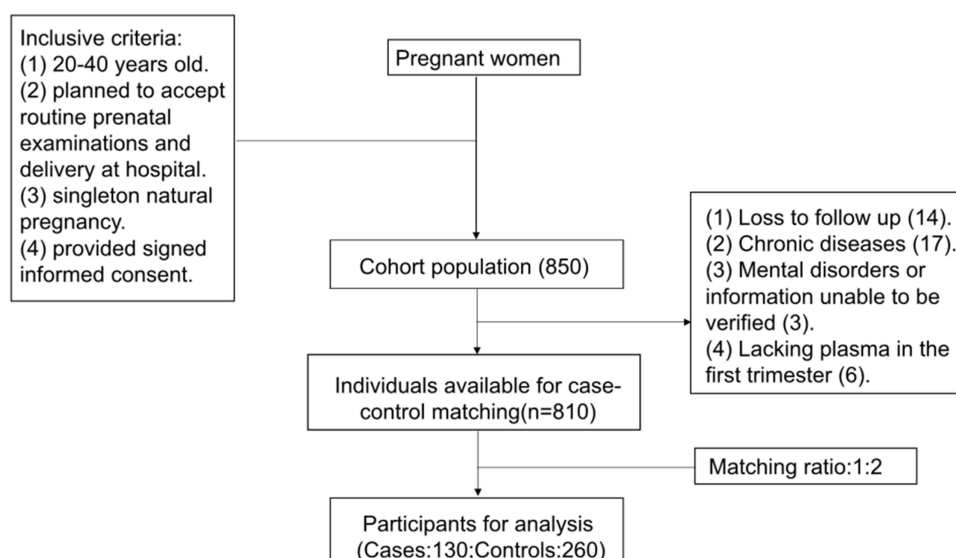 Inclusive criteria:
(1) 20-40 years old.
(2) planned to accept
routine prenatal
examinations and
delivery at hospital.
(3) singleton natural
pregnancy.
(4) provided signed
informed consent.
Pregnant women
Cohort population (850)
(1) Loss to follow up (14).
(2) Chronic diseases (17).
(3) Mental disorders or
information unable to be
verified (3).
(4) Lacking plasma in the
first trimester (6).
Individuals available for case-
control matching(n=810)
Matching ratio:1:2
Participants for analysis
(Cases:130;Controls:260)